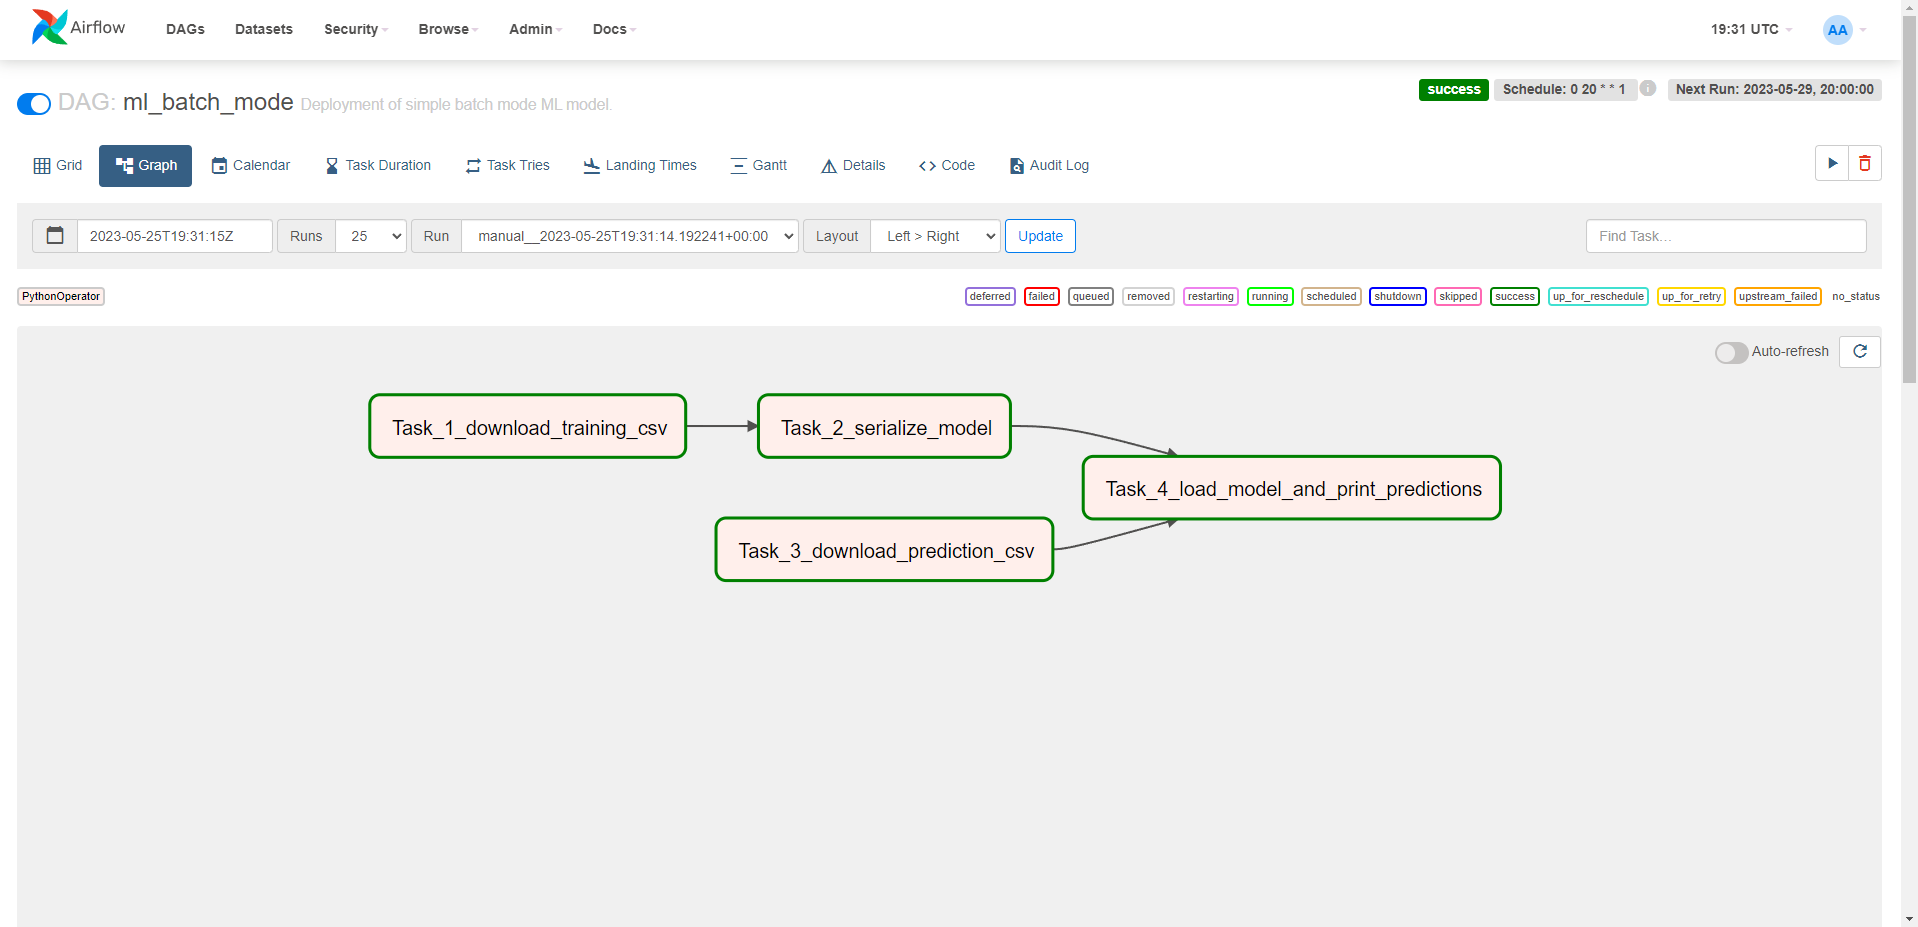 Airflow DAGs Datasets Security Browse Admin Docs 19:31 UTC AA
DAG: ml_batch_mode Deployment of simple batch mode ML model. success Schedule: 0 20 * * 1 i Next Run: 2023-05-29, 20:00:00
Grid Graph Calendar Task Duration Task Tries Landing Times Gantt Details Code Audit Log
2023-05-25T19:31:15Z Runs 25 Run manual__2023-05-25T19:31:14.192241+00:00 Layout Left > Right Update Find Task...
PythonOperator deferred failed queued removed restarting running scheduled shutdown skipped success up_for_reschedule up_for_retry upstream_failed no_status
Auto-refresh
Task_1_download_training_csv Task_2_serialize_model
Task_4_load_model_and_print_predictions
Task_3_download_prediction_csv